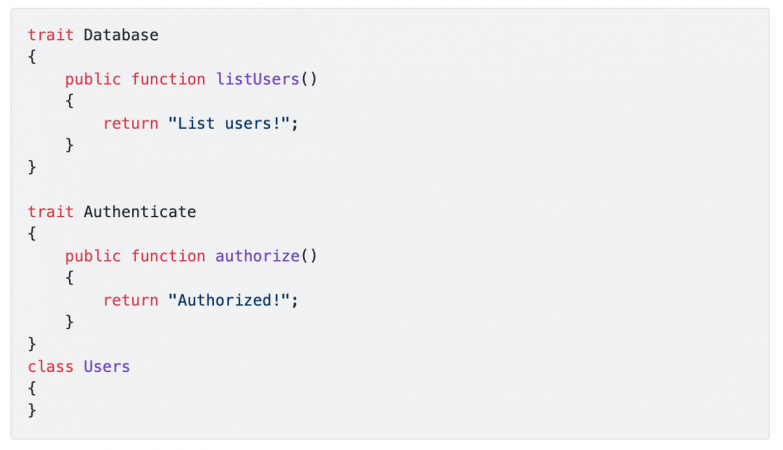 trait Database
{
    public function listUsers()
    {
        return "List users!";
    }
}

trait Authenticate
{
    public function authorize()
    {
        return "Authorized!";
    }
}
class Users
{
}